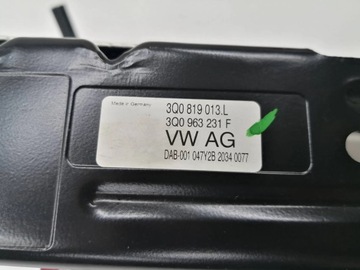 Made in Germany
3Q0 819 013.L
3Q0 963 231 F
VW AG
DAB-001 047Y2B 2034 0077